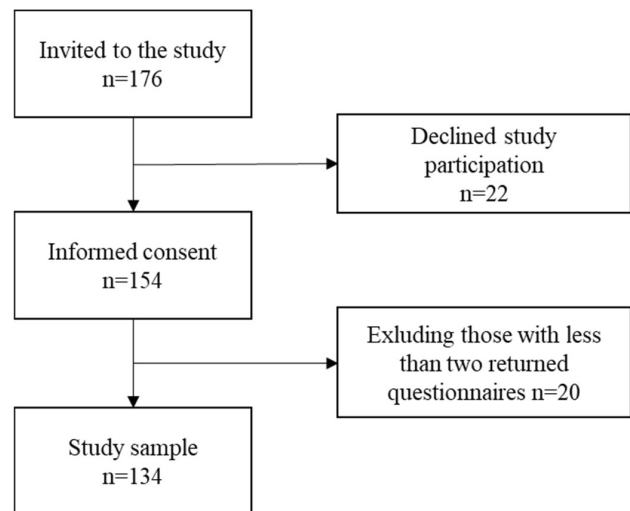 Invited to the study
n=176
Declined study
participation
n=22
Informed consent
n=154
Exluding those with less
than two returned
questionnaires n=20
Study sample
n=134